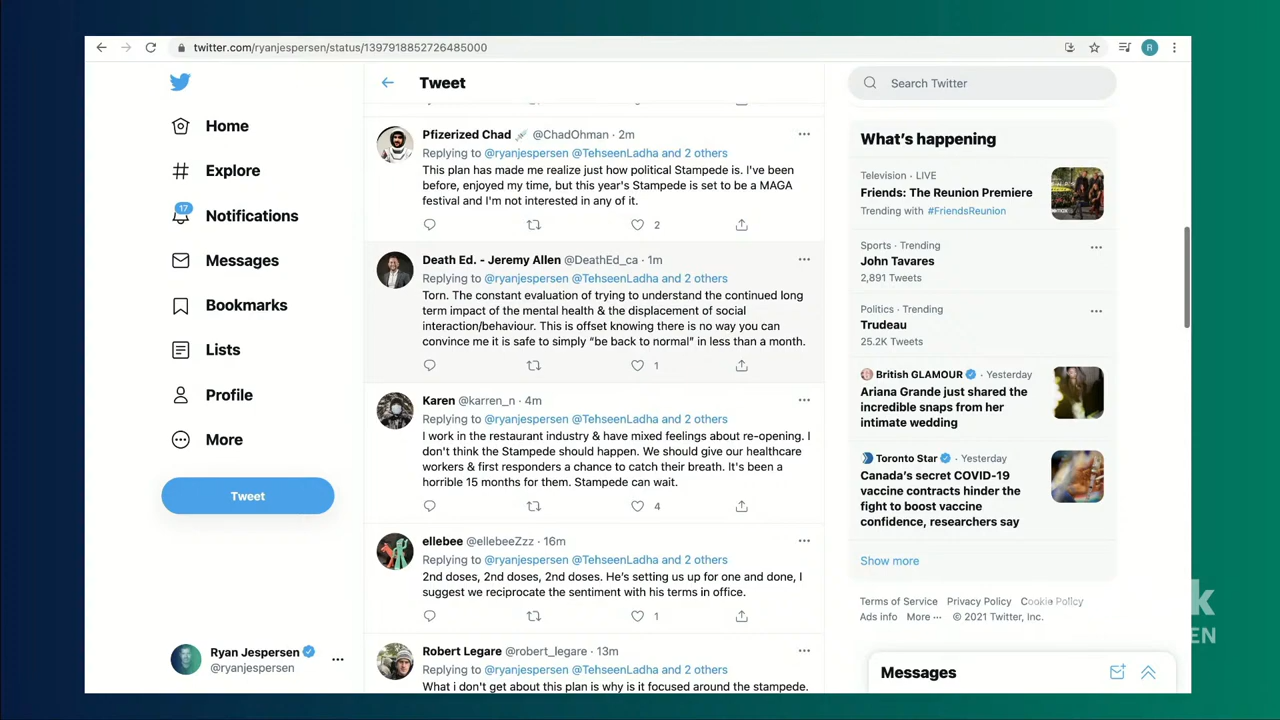 twitter.com/ryanjespersen/status/1397918852726485000
R
Home
Explore
17
Notifications
Messages
Bookmarks
Lists
Profile
More
Tweet
Ryan Jespersen
@ryanjespersen
Tweet
Pfizerized Chad 💉 @ChadOhman · 2m
Replying to @ryanjespersen @TehseenLadha and 2 others
This plan has made me realize just how political Stampede is. I've been
before, enjoyed my time, but this year's Stampede is set to be a MAGA
festival and I'm not interested in any of it.
2
Death Ed. - Jeremy Allen @DeathEd_ca · 1m
Replying to @ryanjespersen @TehseenLadha and 2 others
Torn. The constant evaluation of trying to understand the continued long
term impact of the mental health & the displacement of social
interaction/behaviour. This is offset knowing there is no way you can
convince me it is safe to simply “be back to normal” in less than a month.
1
Karen @karren_n · 4m
Replying to @ryanjespersen @TehseenLadha and 2 others
I work in the restaurant industry & have mixed feelings about re-opening. I
don't think the Stampede should happen. We should give our healthcare
workers & first responders a chance to catch their breath. It's been a
horrible 15 months for them. Stampede can wait.
4
ellebee @ellebeeZzz · 16m
Replying to @ryanjespersen @TehseenLadha and 2 others
2nd doses, 2nd doses, 2nd doses. He's setting us up for one and done, I
suggest we reciprocate the sentiment with his terms in office.
1
Robert Legare @robert_legare · 13m
Replying to @ryanjespersen @TehseenLadha and 2 others
What i don't get about this plan is why is it focused around the stampede.
Search Twitter
What's happening
Television · LIVE
Friends: The Reunion Premiere
Trending with #FriendsReunion
Sports · Trending
John Tavares
2,891 Tweets
Politics · Trending
Trudeau
25.2K Tweets
British GLAMOUR · Yesterday
Ariana Grande just shared the
incredible snaps from her
intimate wedding
Toronto Star · Yesterday
Canada's secret COVID-19
vaccine contracts hinder the
fight to boost vaccine
confidence, researchers say
Show more
Terms of Service Privacy Policy Cookie Policy
Ads info More ··· © 2021 Twitter, Inc.
Messages
k
EN